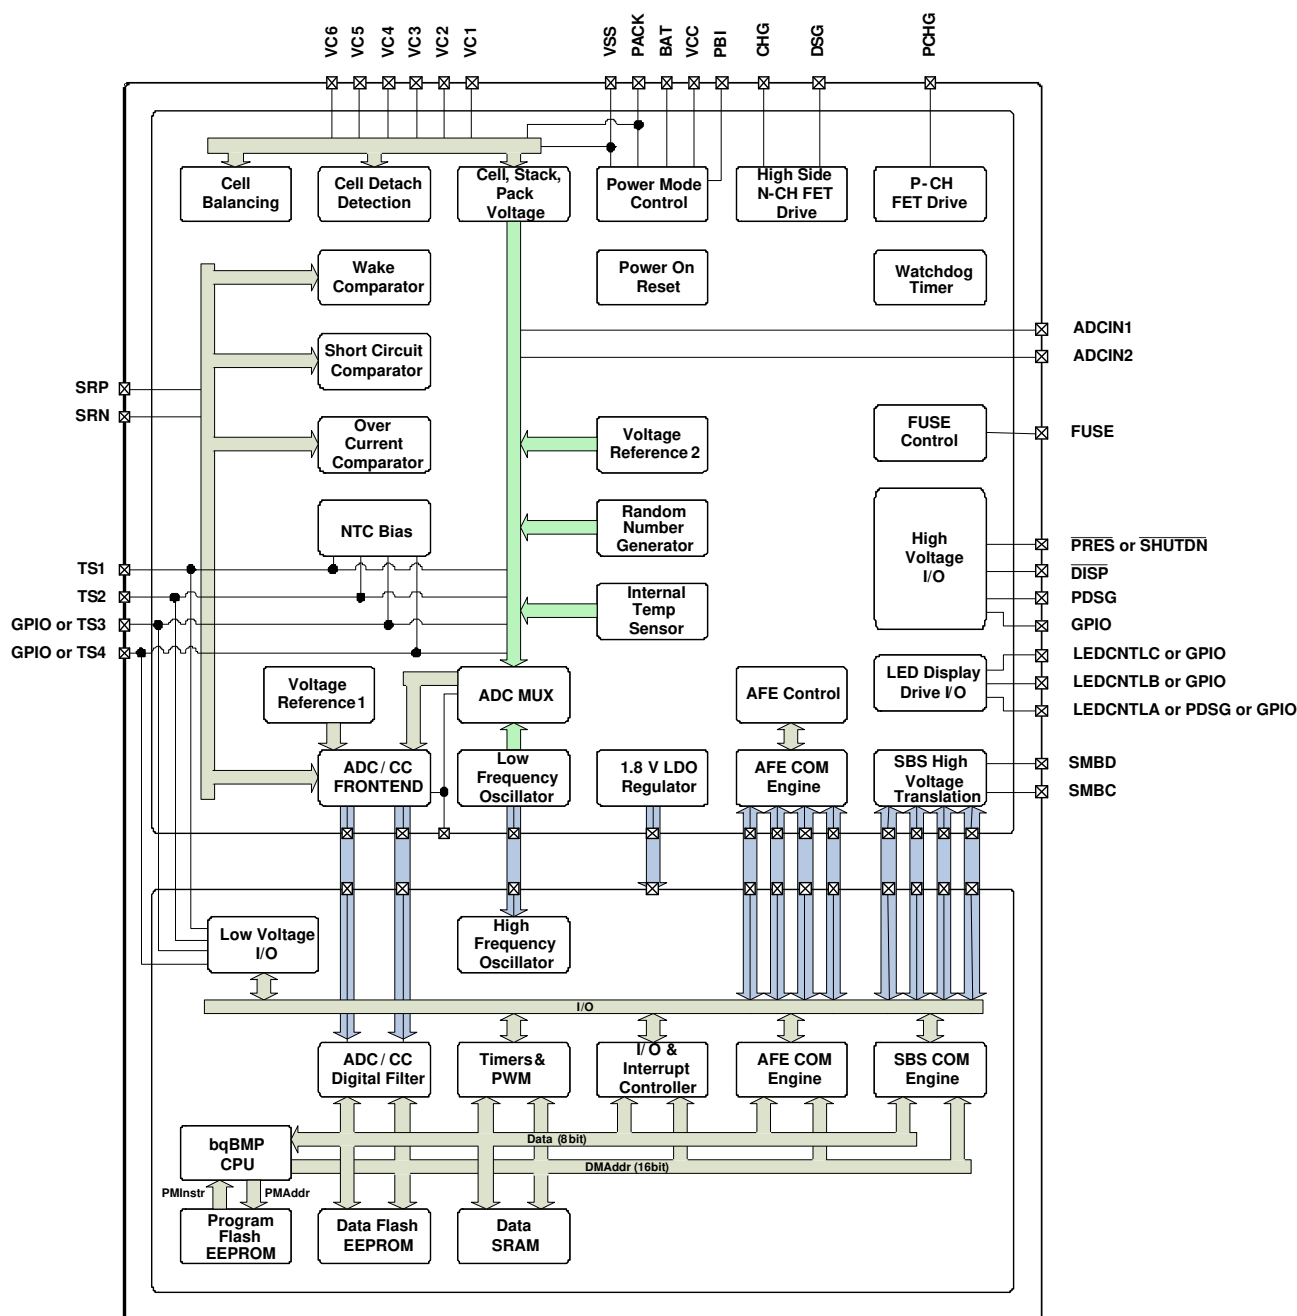 VC6
VC5
VC4
VC3
VC2
VC1
VSS
PACK
BAT
VCC
PBI
CHG
DSG
PCHG
Cell
Balancing
Cell Detach
Detection
Cell, Stack,
Pack
Voltage
Power Mode
Control
High Side
N-CH FET
Drive
P-CH
FET Drive
Wake
Comparator
Power On
Reset
Watchdog
Timer
ADCIN1
ADCIN2
Short Circuit
Comparator
SRP
SRN
Over
Current
Comparator
Voltage
Reference 2
FUSE
Control
FUSE
NTC Bias
Random
Number
Generator
High
Voltage
I/O
PRES or SHUTDN
DISP
PDSG
GPIO
TS1
TS2
GPIO or TS3
GPIO or TS4
Internal
Temp
Sensor
Voltage
Reference 1
ADC MUX
AFE Control
LED Display
Drive I/O
LEDCNTLC or GPIO
LEDCNTLB or GPIO
LEDCNTLA or PDSG or GPIO
ADC / CC
FRONTEND
Low
Frequency
Oscillator
1.8 V LDO
Regulator
AFE COM
Engine
SBS High
Voltage
Translation
SMBD
SMBC
Low Voltage
I/O
High
Frequency
Oscillator
I/O
ADC / CC
Digital Filter
Timers &
PWM
I/O &
Interrupt
Controller
AFE COM
Engine
SBS COM
Engine
bqBMP
CPU
Data (8bit)
DMAddr (16bit)
PMInstr
PMAddr
Program
Flash
EEPROM
Data Flash
EEPROM
Data
SRAM